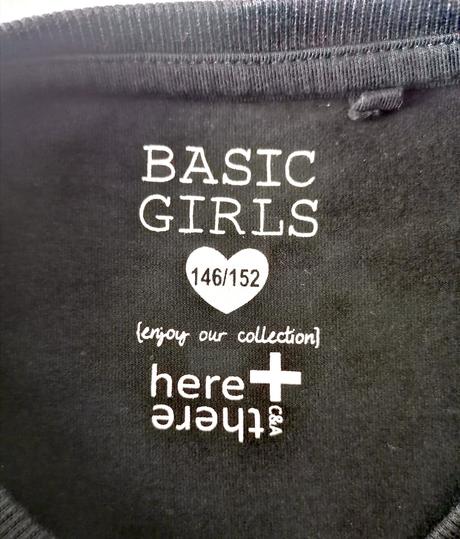 BASIC
GIRLS
146/152
{enjoy our collection}
here+
there C&A